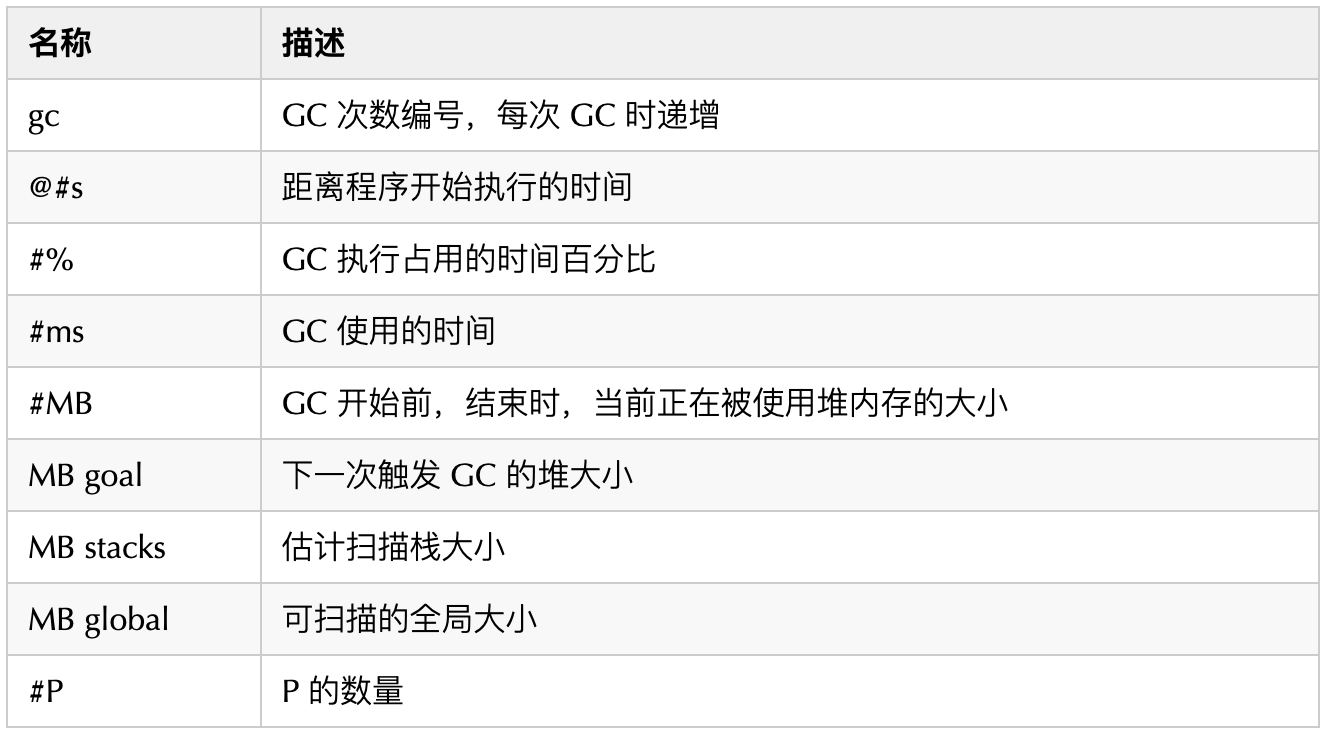 名称 描述
gc GC 次数编号，每次 GC 时递增
@#s 距离程序开始执行的时间
#% GC 执行占用的时间百分比
#ms GC 使用的时间
#MB GC 开始前，结束时，当前正在被使用堆内存的大小
MB goal 下一次触发 GC 的堆大小
MB stacks 估计扫描栈大小
MB global 可扫描的全局大小
#P P 的数量